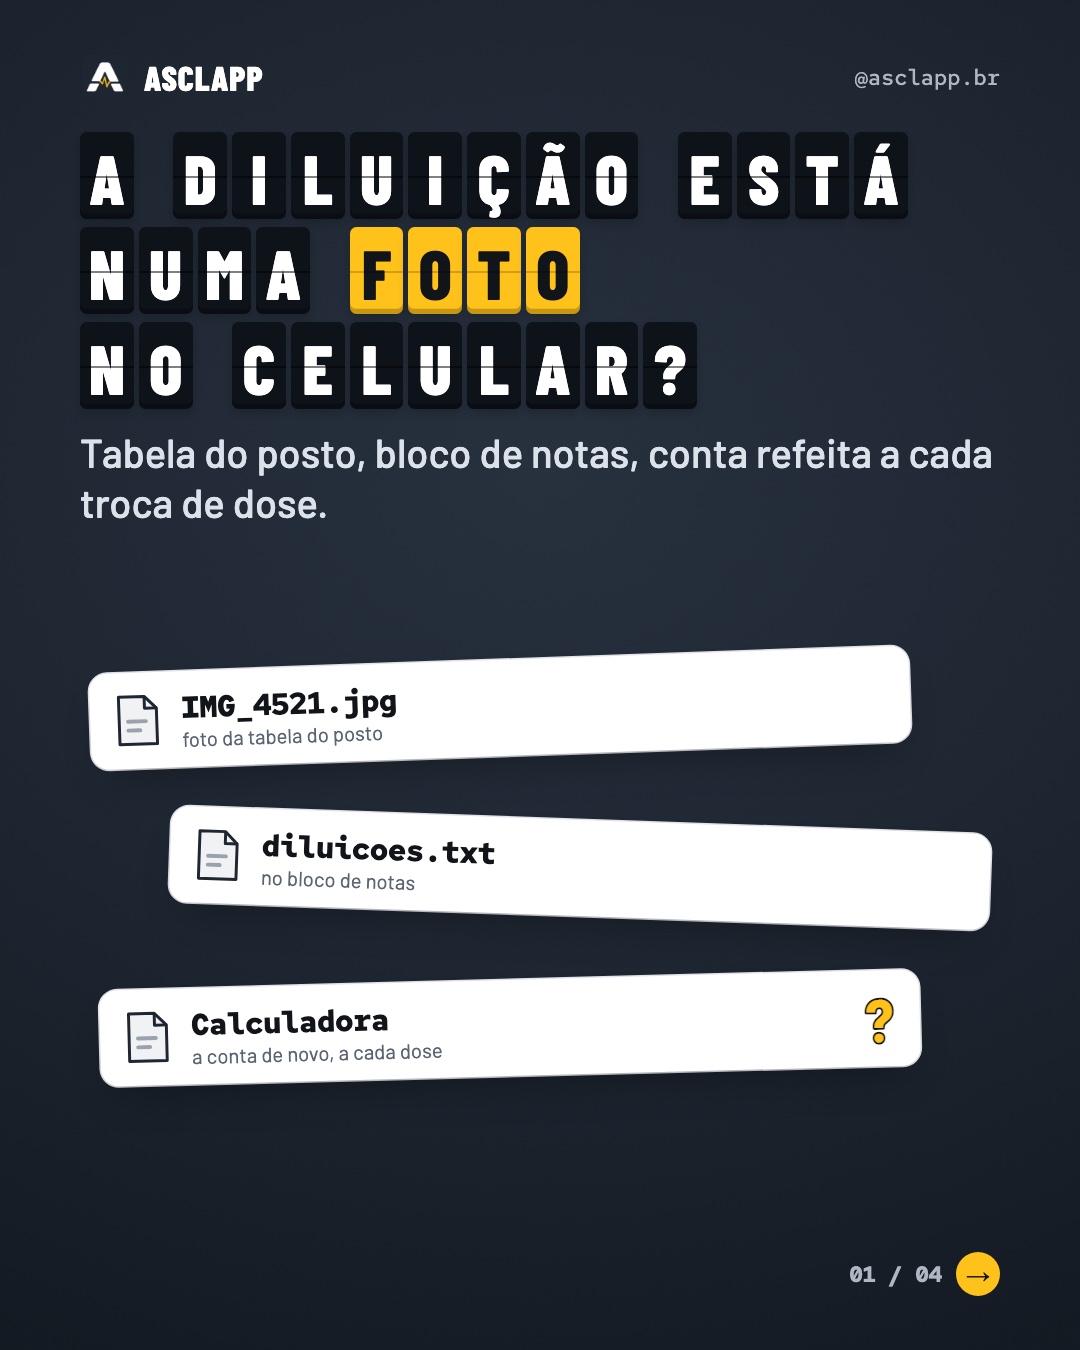 ASCLAPP
@asclapp.br
A DILUIÇÃO ESTÁ
NUMA FOTO
NO CELULAR?
Tabela do posto, bloco de notas, conta refeita a cada
troca de dose.
IMG_4521.jpg
foto da tabela do posto
diluicoes.txt
no bloco de notas
Calculadora
a conta de novo, a cada dose
?
01 / 04 →